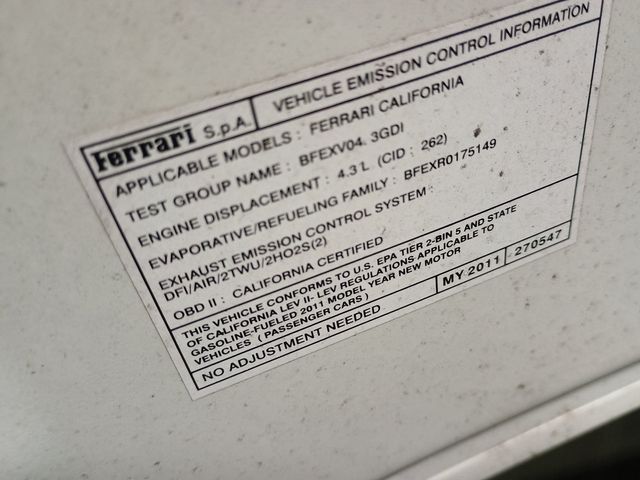 Ferrari S.p.A. VEHICLE EMISSION CONTROL INFORMATION
APPLICABLE MODELS : FERRARI CALIFORNIA
TEST GROUP NAME : BFEXV04. 3GDI
ENGINE DISPLACEMENT : 4.3 L (CID : 262)
EVAPORATIVE/REFUELING FAMILY : BFEXR0175149
EXHAUST EMISSION CONTROL SYSTEM :
DFI/AIR/2TWU/2HO2S(2)
OBD II : CALIFORNIA CERTIFIED
THIS VEHICLE CONFORMS TO U.S. EPA TIER 2-BIN 5 AND STATE
OF CALIFORNIA LEV II- LEV REGULATIONS APPLICABLE TO
GASOLINE-FUELED 2011 MODEL YEAR NEW MOTOR
VEHICLES ( PASSENGER CARS )
NO ADJUSTMENT NEEDED MY 2011 270547